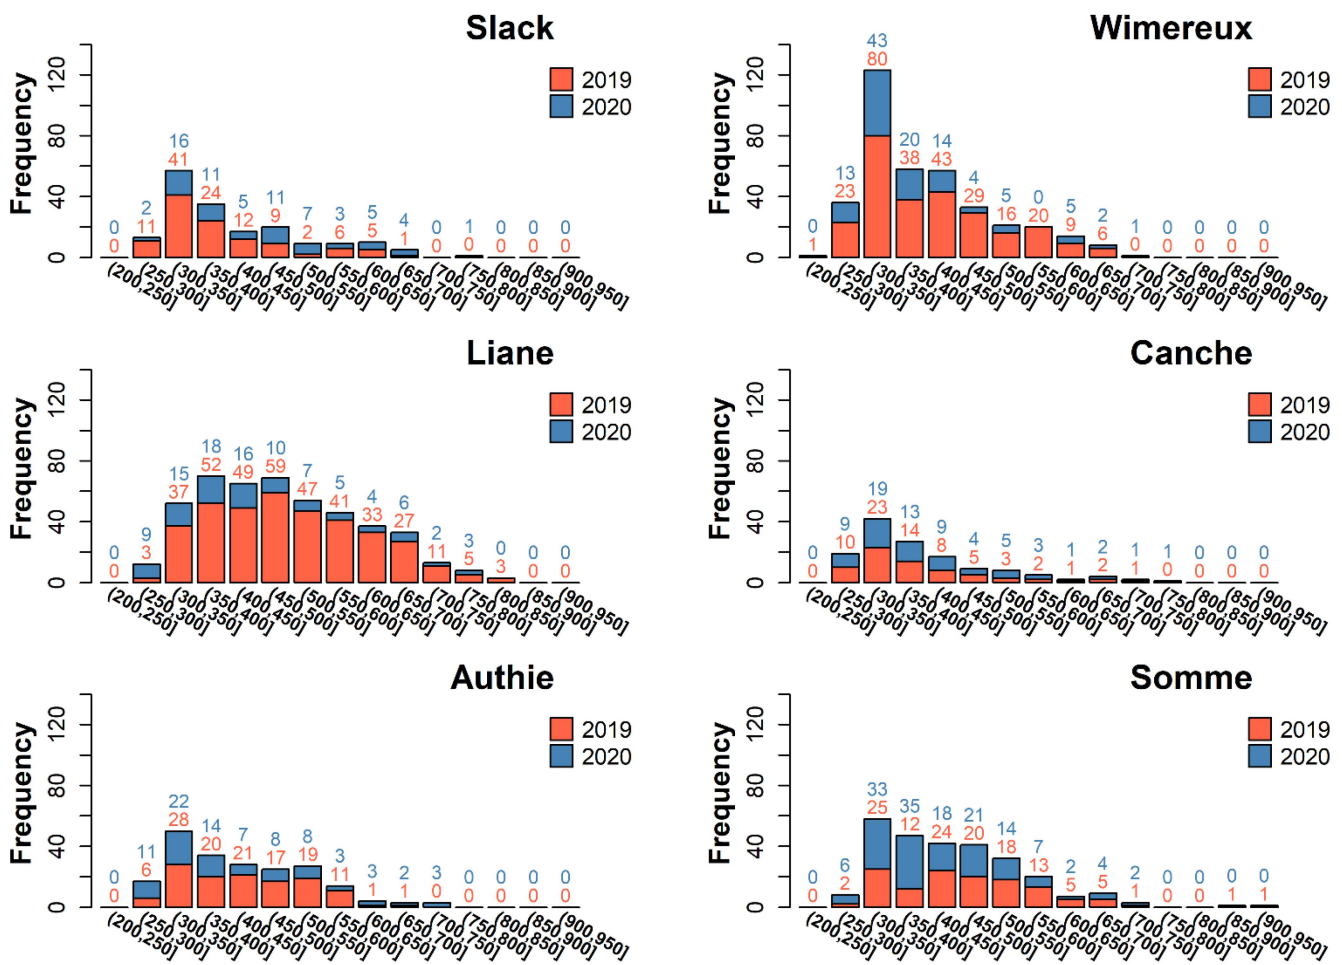 Slack
Frequency
120
80
40
0
2019
2020
0 2 16 11 5 11 7 3 5 4 0 1 0 0 0
0 11 41 24 12 9 2 6 5 1 0 0 0 0 0
(200,250] (250,300] (300,350] (350,400] (400,450] (450,500] (500,550] (550,600] (600,650] (650,700] (700,750] (750,800] (800,850] (850,900] (900,950]
Wimereux
Frequency
120
80
40
0
2019
2020
0 13 43 20 14 4 5 0 5 2 1 0 0 0 0
1 23 80 38 43 29 16 20 9 6 0 0 0 0 0
(200,250] (250,300] (300,350] (350,400] (400,450] (450,500] (500,550] (550,600] (600,650] (650,700] (700,750] (750,800] (800,850] (850,900] (900,950]
Liane
Frequency
120
80
40
0
2019
2020
0 9 15 18 16 10 7 5 4 6 2 3 0 0 0
0 3 37 52 49 59 47 41 33 27 11 5 3 0 0
(200,250] (250,300] (300,350] (350,400] (400,450] (450,500] (500,550] (550,600] (600,650] (650,700] (700,750] (750,800] (800,850] (850,900] (900,950]
Canche
Frequency
120
80
40
0
2019
2020
0 9 19 13 9 4 5 3 1 2 1 1 0 0 0
0 10 23 14 8 5 3 2 1 2 1 0 0 0 0
(200,250] (250,300] (300,350] (350,400] (400,450] (450,500] (500,550] (550,600] (600,650] (650,700] (700,750] (750,800] (800,850] (850,900] (900,950]
Authie
Frequency
120
80
40
0
2019
2020
0 11 22 14 7 8 8 3 3 2 3 0 0 0 0
0 6 28 20 21 17 19 11 1 1 0 0 0 0 0
(200,250] (250,300] (300,350] (350,400] (400,450] (450,500] (500,550] (550,600] (600,650] (650,700] (700,750] (750,800] (800,850] (850,900] (900,950]
Somme
Frequency
120
80
40
0
2019
2020
0 6 33 35 18 21 14 7 2 4 2 0 0 0 0
0 2 25 12 24 20 18 13 5 5 1 0 0 1 1
(200,250] (250,300] (300,350] (350,400] (400,450] (450,500] (500,550] (550,600] (600,650] (650,700] (700,750] (750,800] (800,850] (850,900] (900,950]